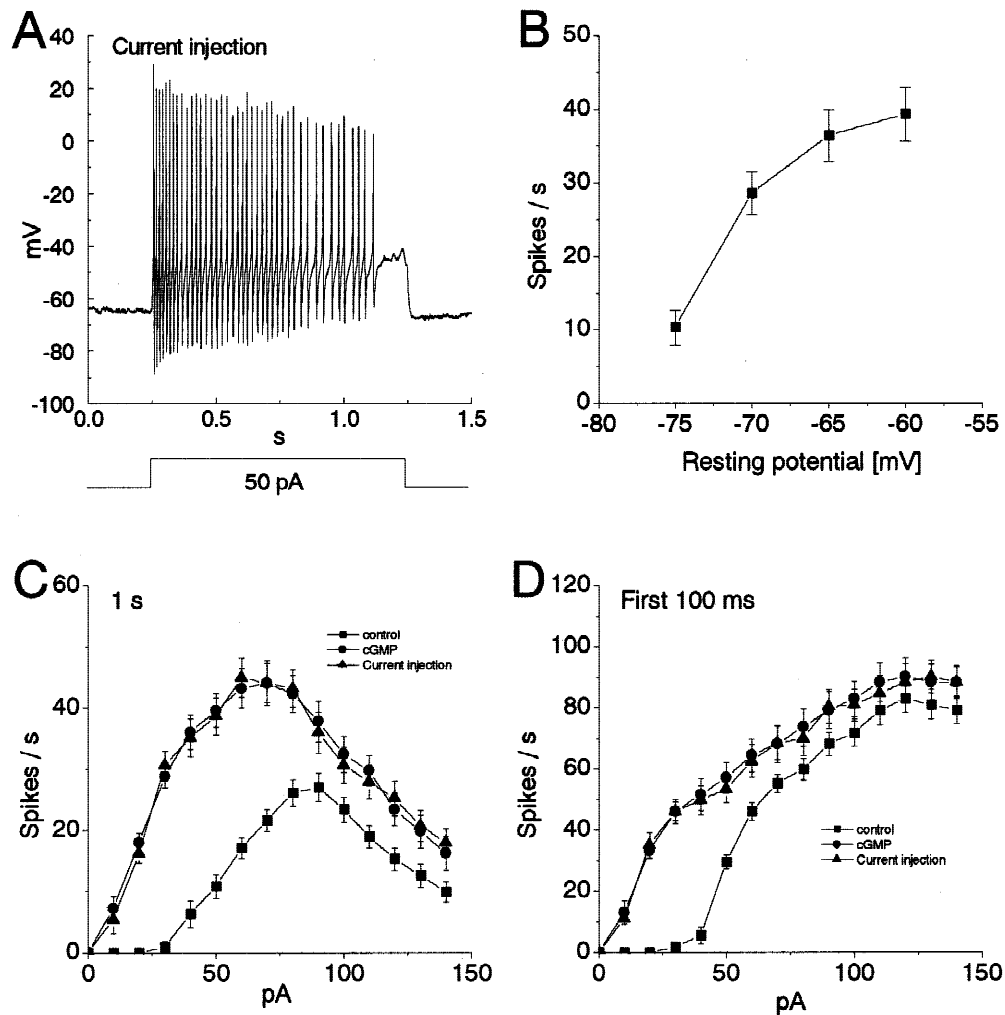 A
Current injection
40
20
0
-20
-40
-60
-80
-100
mV
0.0
0.5
1.0
1.5
s
50 pA
B
50
40
30
20
10
0
Spikes / s
-80
-75
-70
-65
-60
-55
Resting potential [mV]
C
1 s
60
40
20
0
Spikes / s
control
cGMP
Current injection
0
50
100
150
pA
D
First 100 ms
120
100
80
60
40
20
0
Spikes / s
control
cGMP
Current injection
0
50
100
150
pA